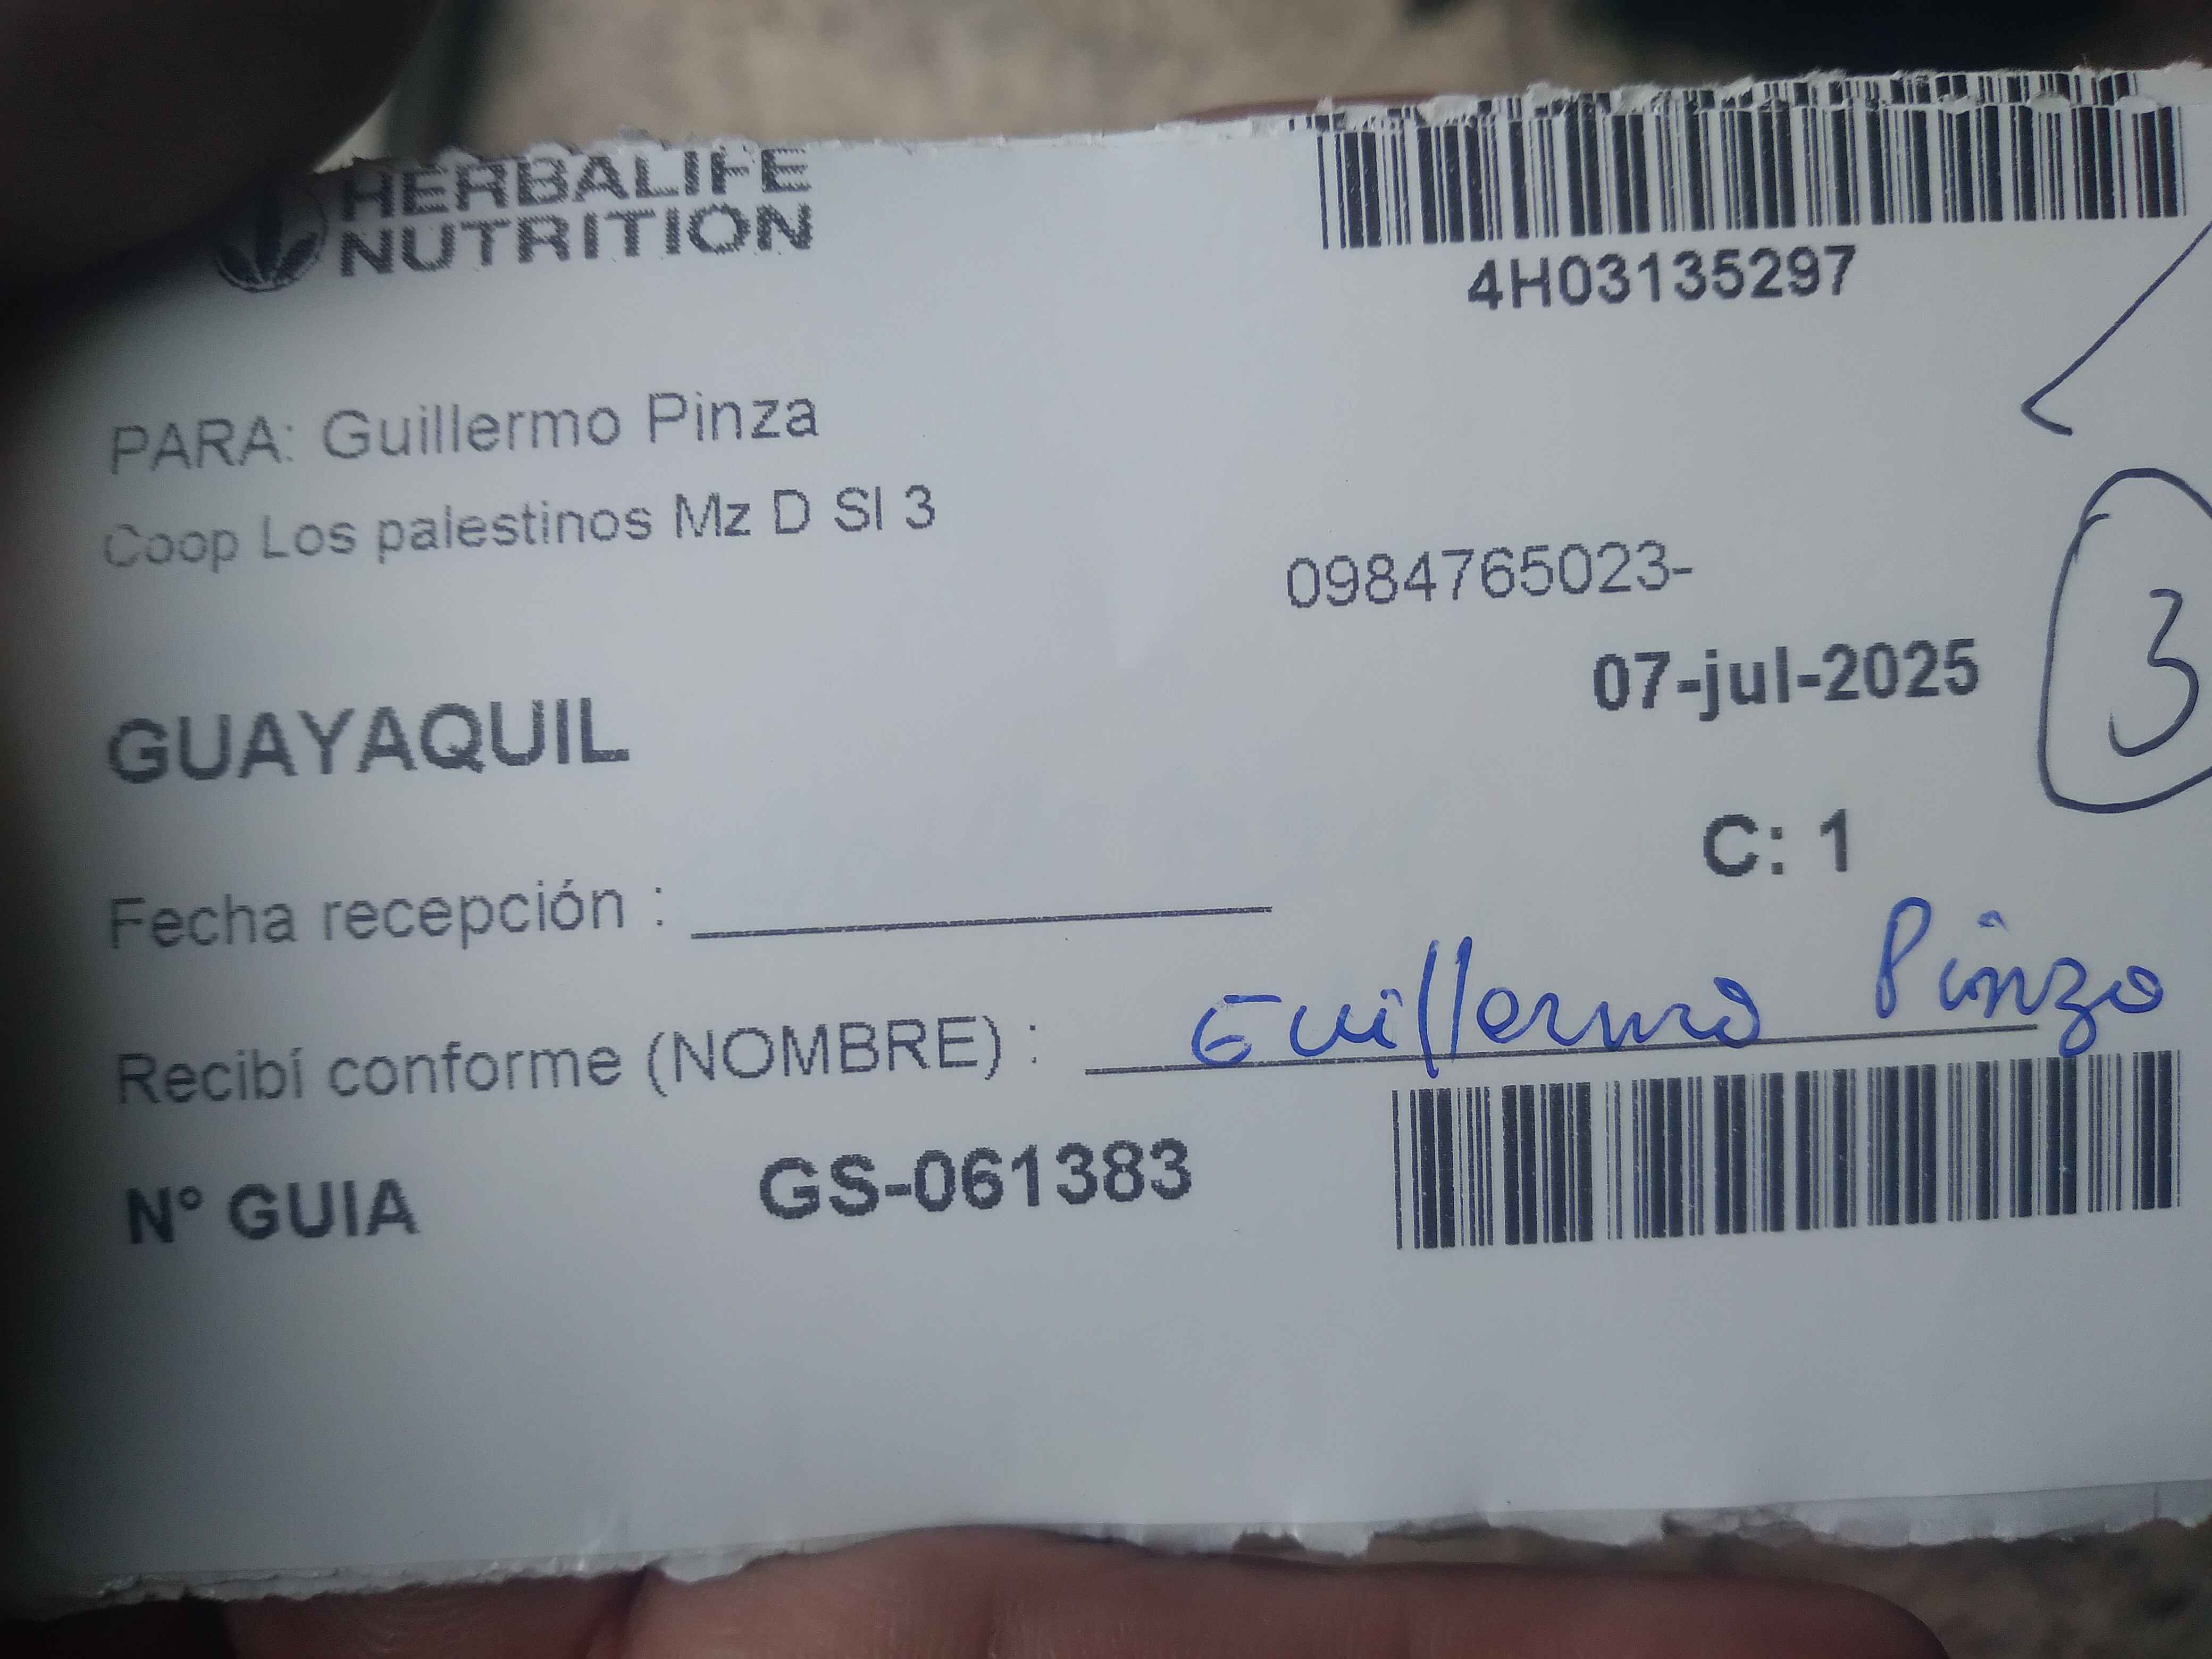 HERBALIFE
NUTRITION
4H03135297
PARA: Guillermo Pinza
Coop Los palestinos Mz D Sl 3
0984765023-
07-jul-2025
3
GUAYAQUIL
C: 1
Fecha recepción :
Recibí conforme (NOMBRE) : Guillermo Pinza
N° GUIA GS-061383